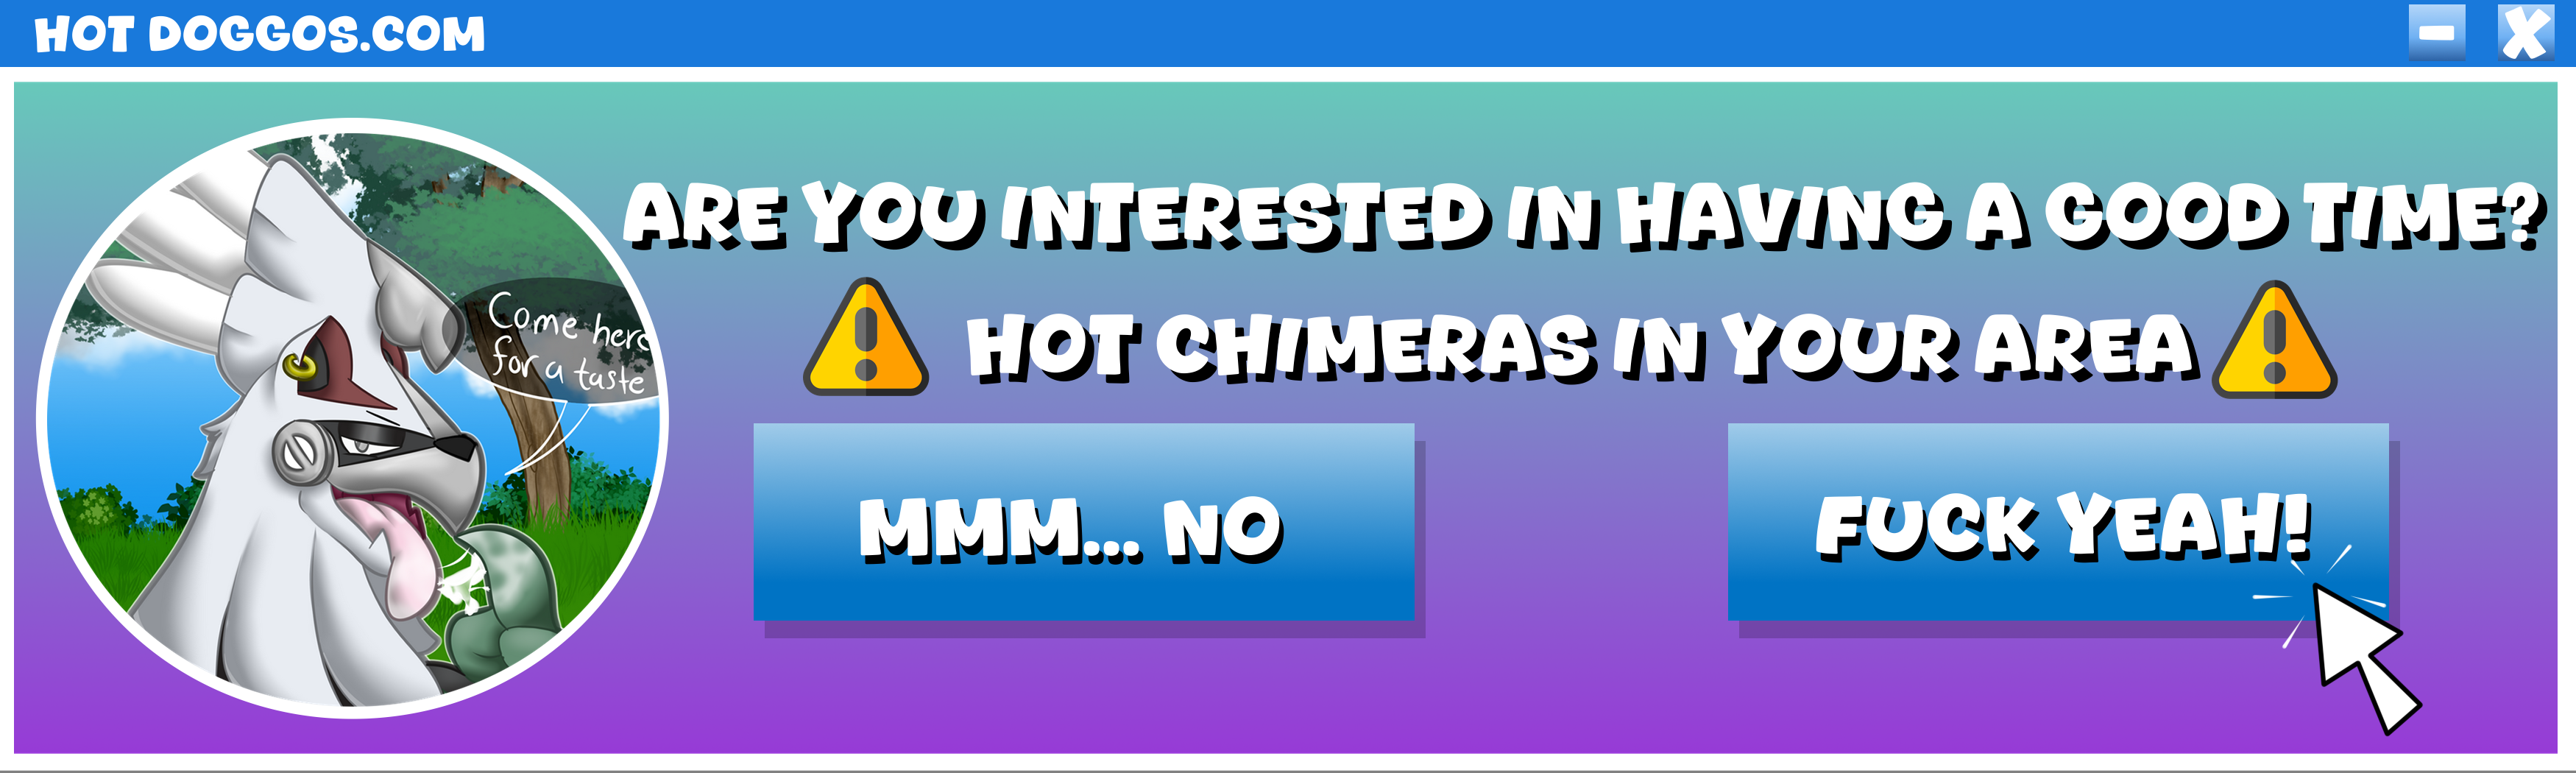 HOT DOGGOS.COM
ARE YOU INTERESTED IN HAVING A GOOD TIME?
HOT CHIMERAS IN YOUR AREA
Come here
for a taste
MMM... NO
FUCK YEAH!